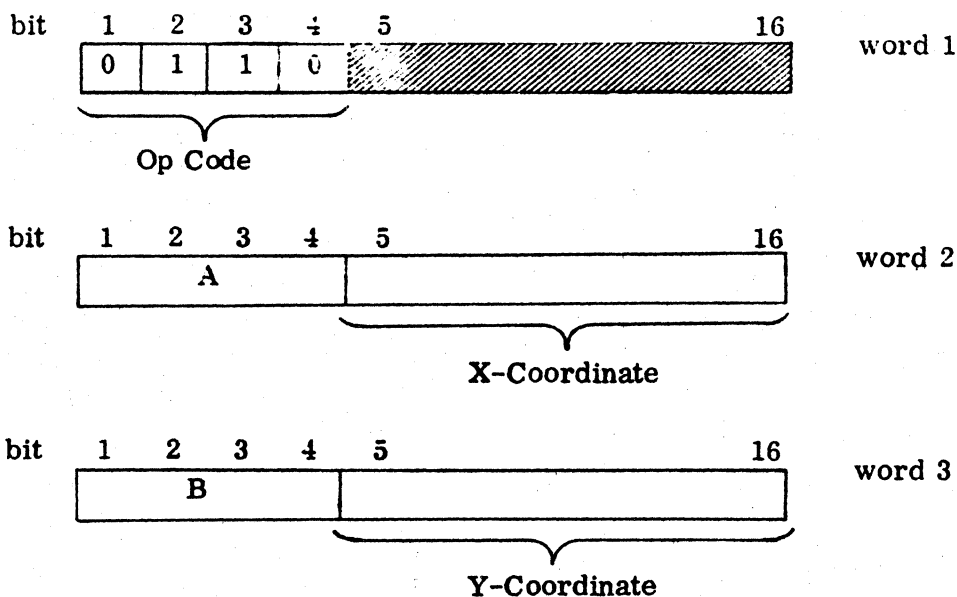 bit 1 2 3 4 5 16 word 1
0 1 1 0
Op Code
bit 1 2 3 4 5 16 word 2
A
X-Coordinate
bit 1 2 3 4 5 16 word 3
B
Y-Coordinate